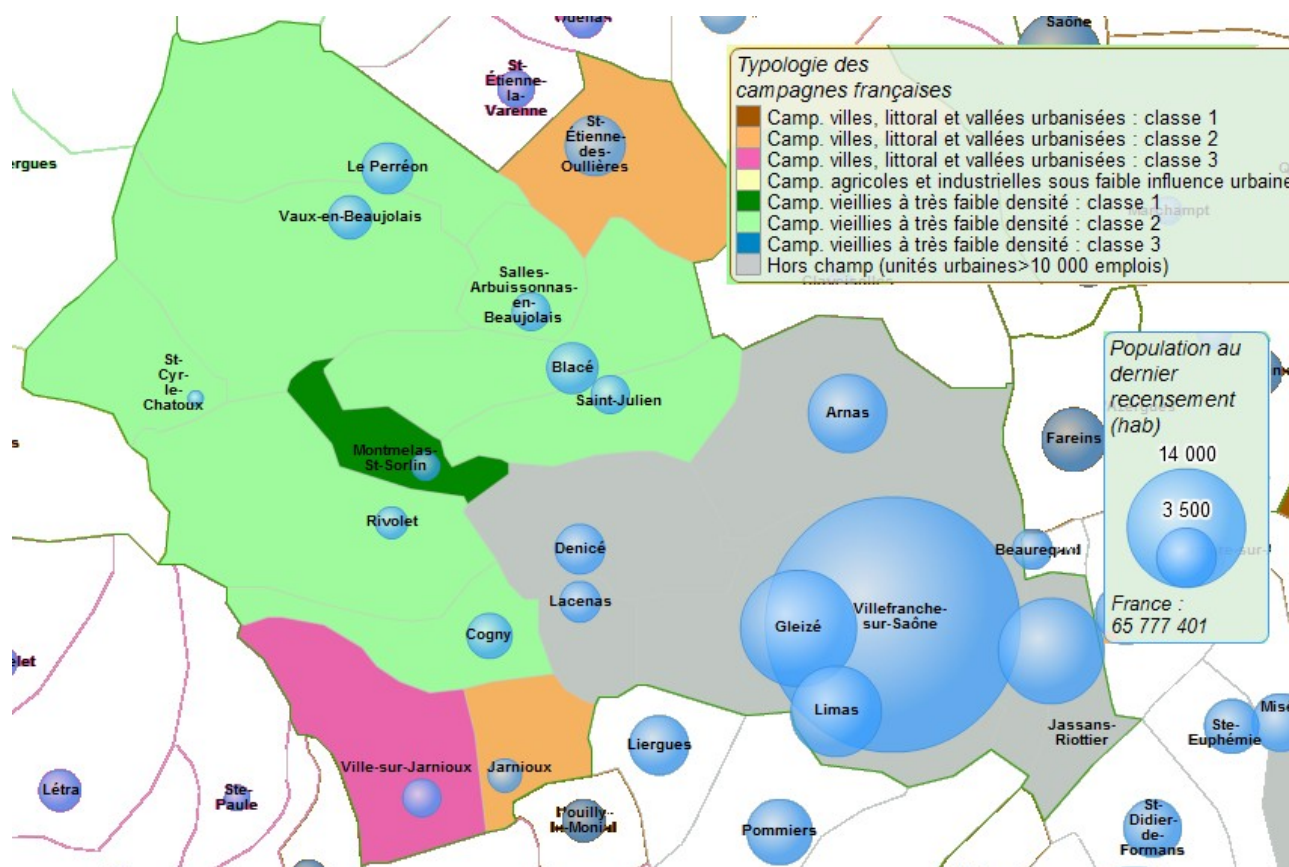 Saône
St-
Étienne-
la-
Varenne
St-
Étienne-
des-
Oullières
Typologie des
campagnes françaises
Camp. villes, littoral et vallées urbanisées : classe 1
Camp. villes, littoral et vallées urbanisées : classe 2
Camp. villes, littoral et vallées urbanisées : classe 3
Camp. agricoles et industrielles sous faible influence urbaine
Camp. vieillies à très faible densité : classe 1
Camp. vieillies à très faible densité : classe 2
Camp. vieillies à très faible densité : classe 3
Hors champ (unités urbaines>10 000 emplois)
Marchampt
ergues
Le Perréon
Vaux-en-Beaujolais
Salles-
Arbuissonnas-
en-
Beaujolais
St-
Cyr-
le-
Chatoux
Blacé
Saint-Julien
Arnas
Fareins
Population au
dernier
recensement
(hab)
14 000
3 500
France :
65 777 401
Montmelas-
St-Sorlin
Rivolet
Denicé
Lacenas
Cogny
Gleizé
Villefranche-
sur-Saône
Limas
Jassans-
Riottier
Liergues
Ville-sur-Jarnioux
Jarnioux
Létra
Ste-
Paule
Pommiers
Ste-
Euphémie
St-
Didier-
de-
Formans